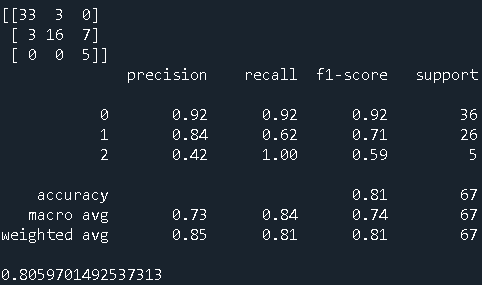 [[33  3  0]
 [ 3 16  7]
 [ 0  0  5]]
              precision    recall  f1-score   support

           0       0.92      0.92      0.92        36
           1       0.84      0.62      0.71        26
           2       0.42      1.00      0.59         5

    accuracy                           0.81        67
   macro avg       0.73      0.84      0.74        67
weighted avg       0.85      0.81      0.81        67

0.8059701492537313